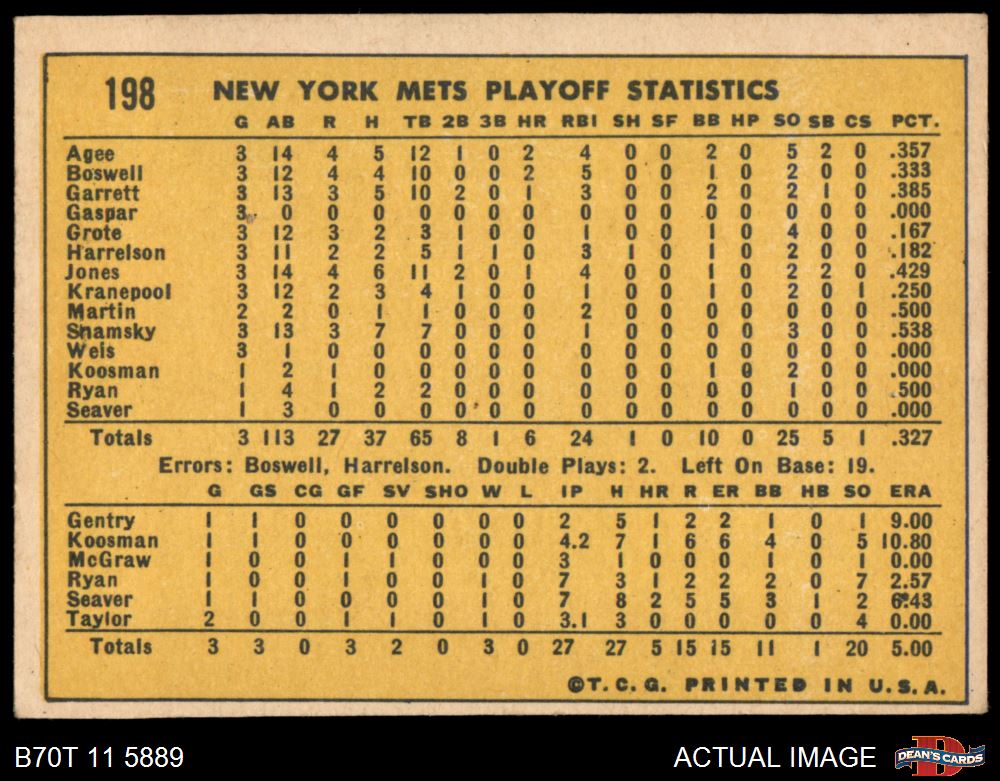 198 NEW YORK METS PLAYOFF STATISTICS
G AB R H TB 2B 3B HR RBI SH SF BB HP SO SB CS PCT.
Agee 3 14 4 5 12 1 0 2 4 0 0 2 0 5 2 0 .357
Boswell 3 12 4 4 10 0 0 2 5 0 0 1 0 2 0 0 .333
Garrett 3 13 3 5 10 2 0 1 3 0 0 2 0 2 1 0 .385
Gaspar 3 0 0 0 0 0 0 0 0 0 0 0 0 0 0 0 .000
Grote 3 12 3 2 3 1 0 0 1 0 0 1 0 4 0 0 .167
Harrelson 3 11 2 2 5 1 1 0 3 1 0 1 0 2 0 0 .182
Jones 3 14 4 6 11 2 0 1 4 0 0 1 0 2 2 0 .429
Kranepool 3 12 2 3 4 1 0 0 1 0 0 1 0 2 0 1 .250
Martin 2 2 0 1 1 0 0 0 2 0 0 0 0 0 0 0 .500
Shamsky 3 13 3 7 7 0 0 0 1 0 0 0 0 3 0 0 .538
Weis 3 1 0 0 0 0 0 0 0 0 0 0 0 0 0 0 .000
Koosman 1 2 1 0 0 0 0 0 0 0 0 1 0 2 0 0 .000
Ryan 1 4 1 2 2 0 0 0 0 0 0 0 0 1 0 0 .500
Seaver 1 3 0 0 0 0 0 0 0 0 0 0 0 0 0 0 .000
Totals 3 113 27 37 65 8 1 6 24 1 0 10 0 25 5 1 .327
Errors: Boswell, Harrelson. Double Plays: 2. Left On Base: 19.
G GS CG GF SV SHO W L IP H HR R ER BB HB SO ERA
Gentry 1 1 0 0 0 0 0 0 2 5 1 2 2 1 0 1 9.00
Koosman 1 1 0 0 0 0 0 0 4.2 7 1 6 6 4 0 5 10.80
McGraw 1 0 0 1 1 0 0 0 3 1 0 0 0 1 0 1 0.00
Ryan 1 0 0 1 0 0 1 0 7 3 1 2 2 2 0 7 2.57
Seaver 1 1 0 0 0 0 1 0 7 8 2 5 5 3 1 2 6.43
Taylor 2 0 0 1 1 0 1 0 3.1 3 0 0 0 0 0 4 0.00
Totals 3 3 0 3 2 0 3 0 27 27 5 15 15 11 1 20 5.00
©T.C.G. PRINTED IN U.S.A.
B70T 11 5889 ACTUAL IMAGE
D
DEAN'S CARDS